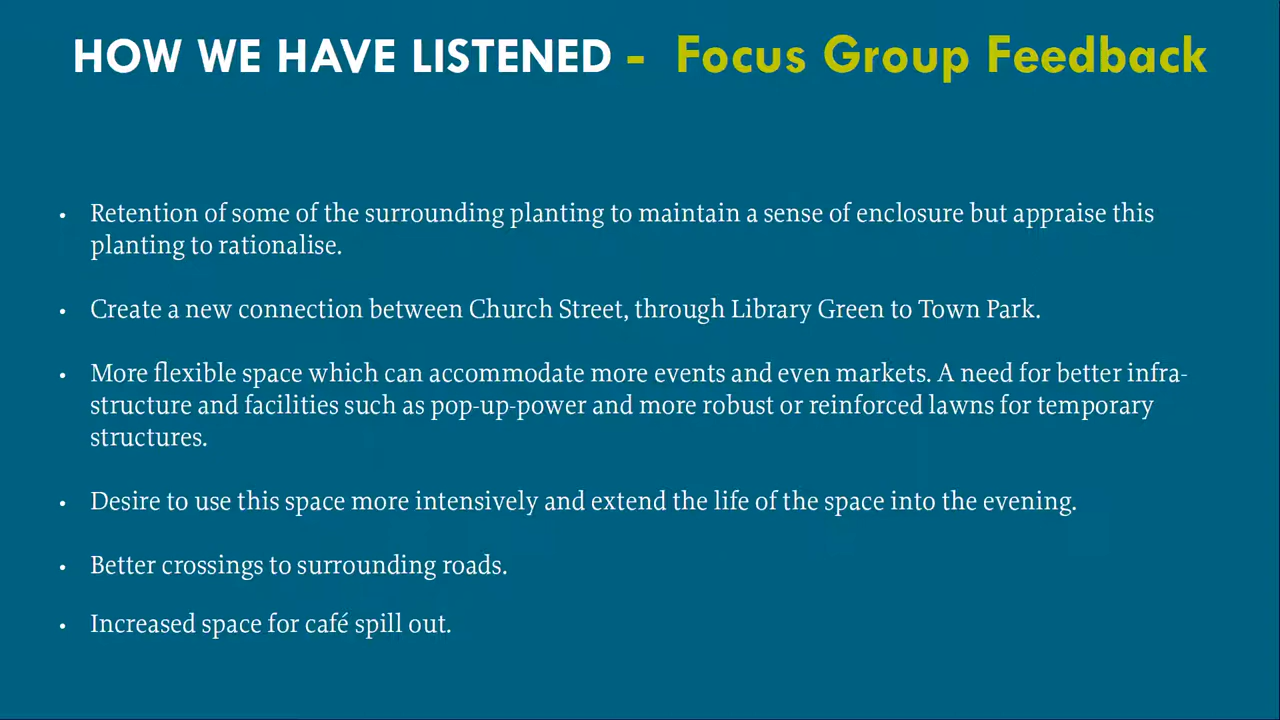 HOW WE HAVE LISTENED - Focus Group Feedback
• Retention of some of the surrounding planting to maintain a sense of enclosure but appraise this
planting to rationalise.
• Create a new connection between Church Street, through Library Green to Town Park.
• More flexible space which can accommodate more events and even markets. A need for better infra-
structure and facilities such as pop-up-power and more robust or reinforced lawns for temporary
structures.
• Desire to use this space more intensively and extend the life of the space into the evening.
• Better crossings to surrounding roads.
• Increased space for café spill out.